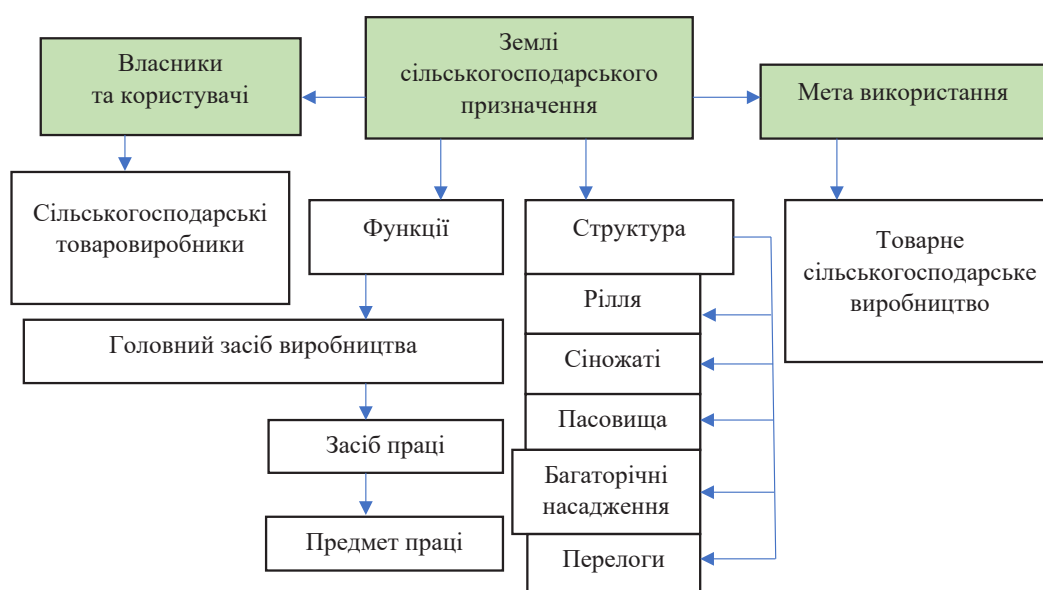 Власники
та користувачі
Землі
сільськогосподарського
призначення
Мета використання
Сільськогосподарські
товаровиробники
Функції
Структура
Товарне
сільськогосподарське
виробництво
Рілля
Головний засіб виробництва
Сіножаті
Пасовища
Засіб праці
Багаторічні
насадження
Предмет праці
Перелоги